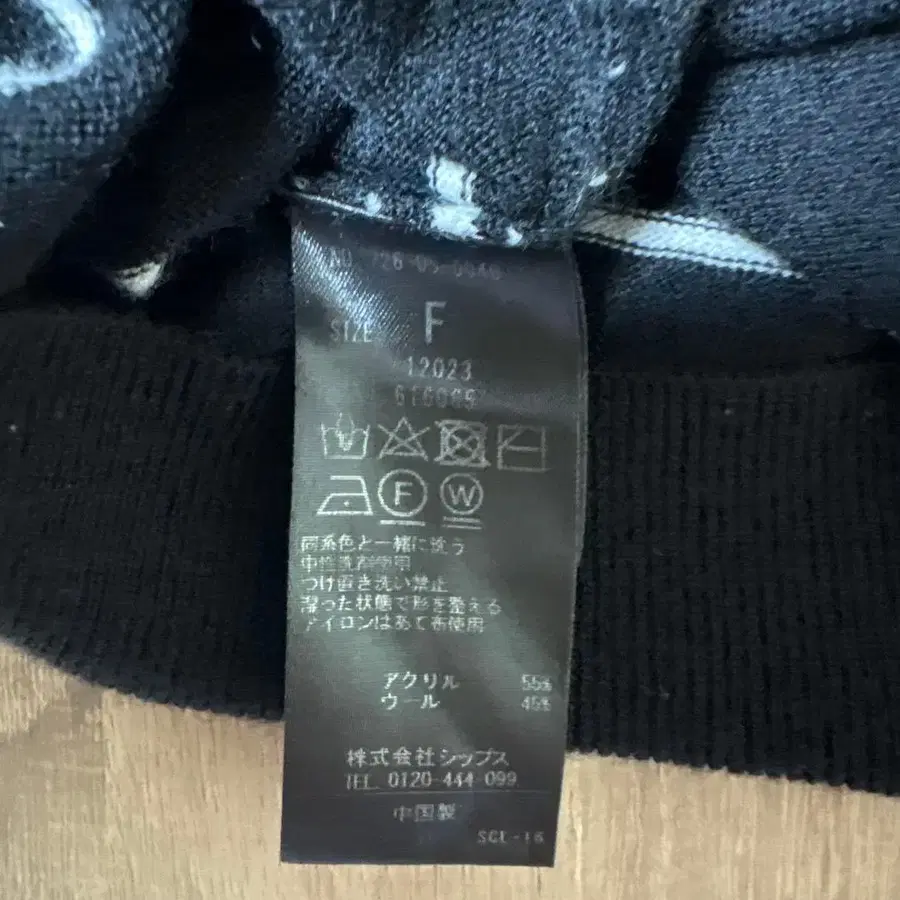 SIZE F
12023
F W
同系色と一緒に洗う
中性洗剤使用
つけ置き洗い禁止
湿った状態で形を整える
アイロンはあて布使用
アクリル 55%
ウール 45%
株式会社シップス
TEL. 0120-444-099
中国製